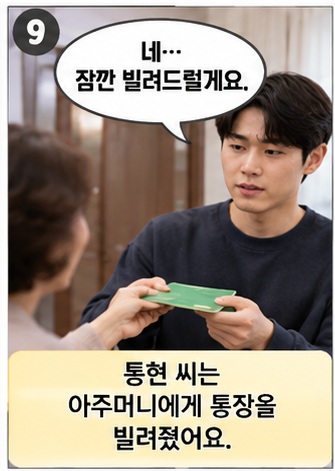 9
네…
잠깐 빌려드릴게요.
통현 씨는
아주머니에게 통장올
빌려줬어요.